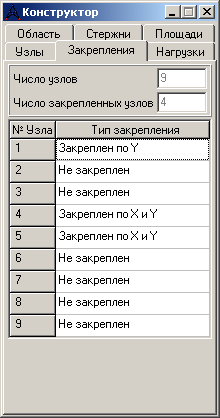 Конструктор
Область Стержни Площади
Узлы Закрепления Нагрузки
Число узлов 9
Число закрепленных узлов 4
№ Узла Тип закрепления
1 Закреплен по Y
2 Не закреплен
3 Не закреплен
4 Закреплен по X и Y
5 Закреплен по X и Y
6 Не закреплен
7 Не закреплен
8 Не закреплен
9 Не закреплен